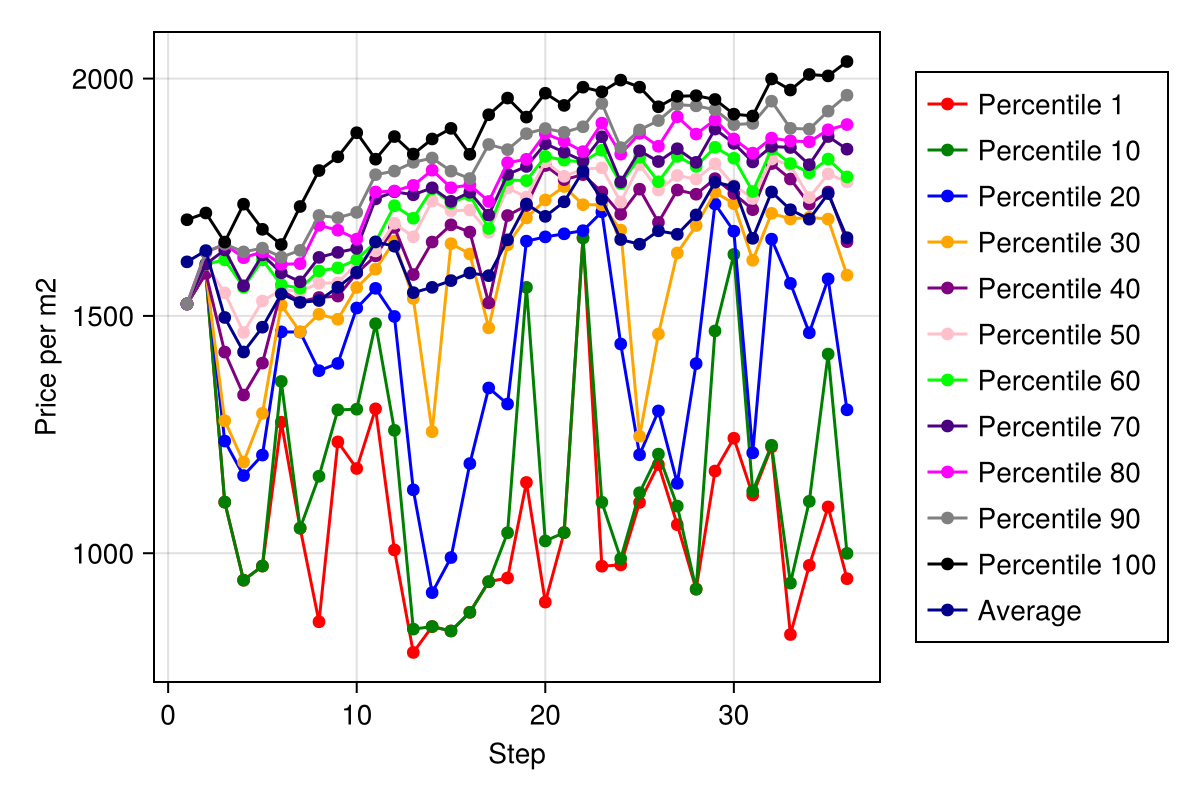 2000
1500
1000
Price per m2
0
10
20
30
Step
Percentile 1
Percentile 10
Percentile 20
Percentile 30
Percentile 40
Percentile 50
Percentile 60
Percentile 70
Percentile 80
Percentile 90
Percentile 100
Average